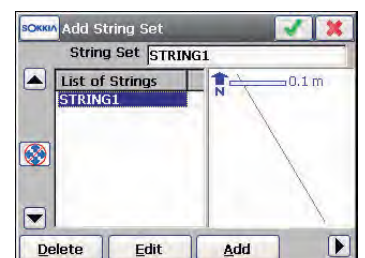 SOKKIA Add String Set
String Set STRING1
List of Strings
STRING1
N 0.1 m
Delete Edit Add